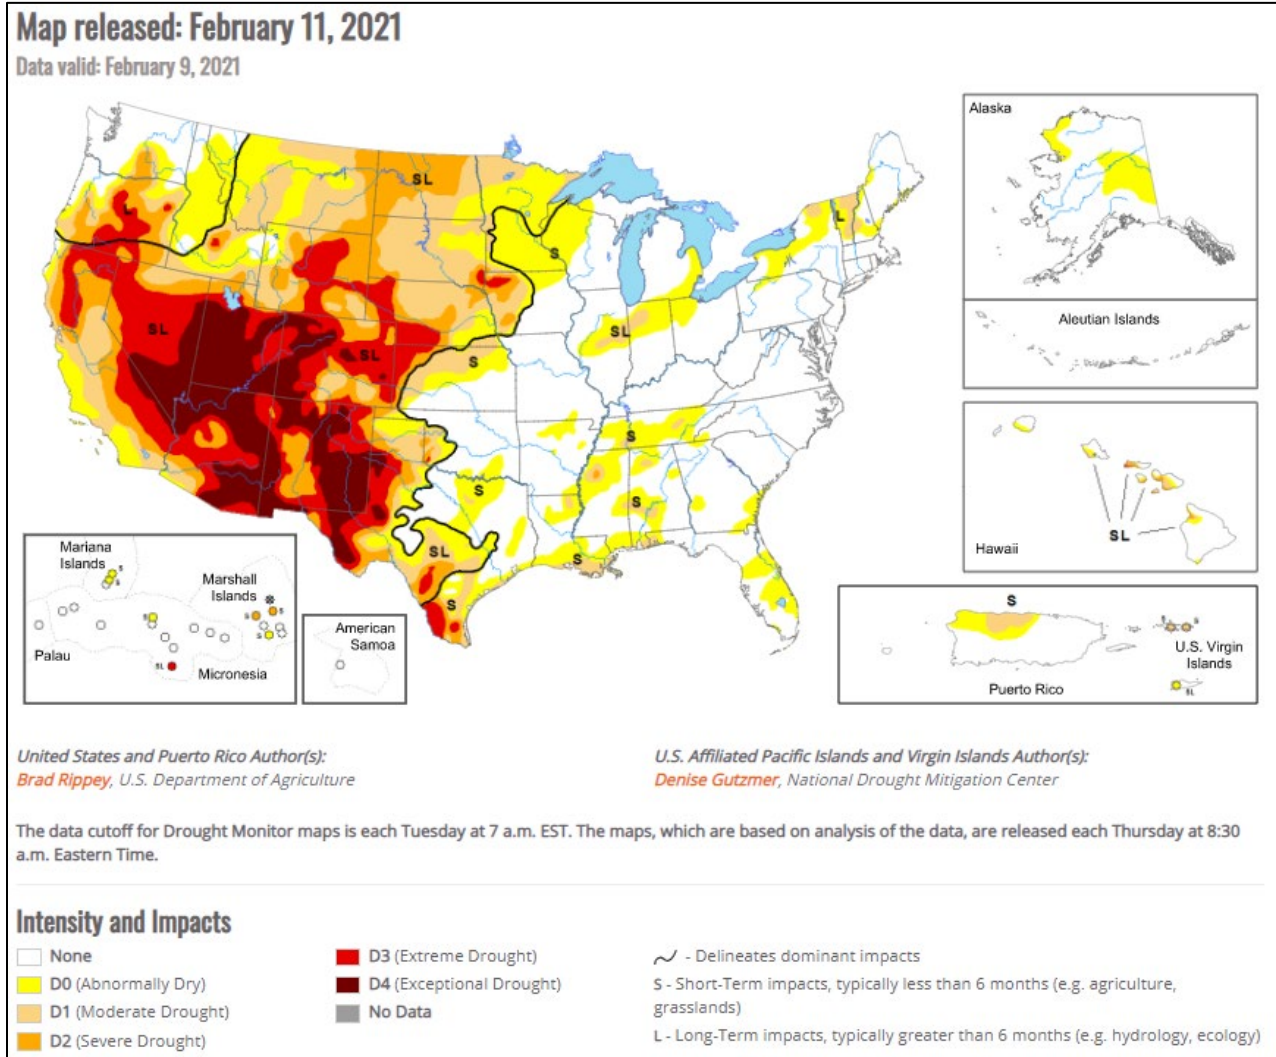 Map released: February 11, 2021
Data valid: February 9, 2021
SL
L
S
SL
SL
SL
S
S
S
S
SL
S
S
L
Alaska
Aleutian Islands
Hawaii
SL
Mariana
Islands
S
S
Marshall
Islands
S
S
S
S
Palau
SL
Micronesia
American
Samoa
S
S
S
U.S. Virgin
Islands
SL
Puerto Rico
United States and Puerto Rico Author(s):
Brad Rippey, U.S. Department of Agriculture
U.S. Affiliated Pacific Islands and Virgin Islands Author(s):
Denise Gutzmer, National Drought Mitigation Center
The data cutoff for Drought Monitor maps is each Tuesday at 7 a.m. EST. The maps, which are based on analysis of the data, are released each Thursday at 8:30
a.m. Eastern Time.
Intensity and Impacts
None
D0 (Abnormally Dry)
D1 (Moderate Drought)
D2 (Severe Drought)
D3 (Extreme Drought)
D4 (Exceptional Drought)
No Data
- Delineates dominant impacts
S - Short-Term impacts, typically less than 6 months (e.g. agriculture,
grasslands)
L - Long-Term impacts, typically greater than 6 months (e.g. hydrology, ecology)